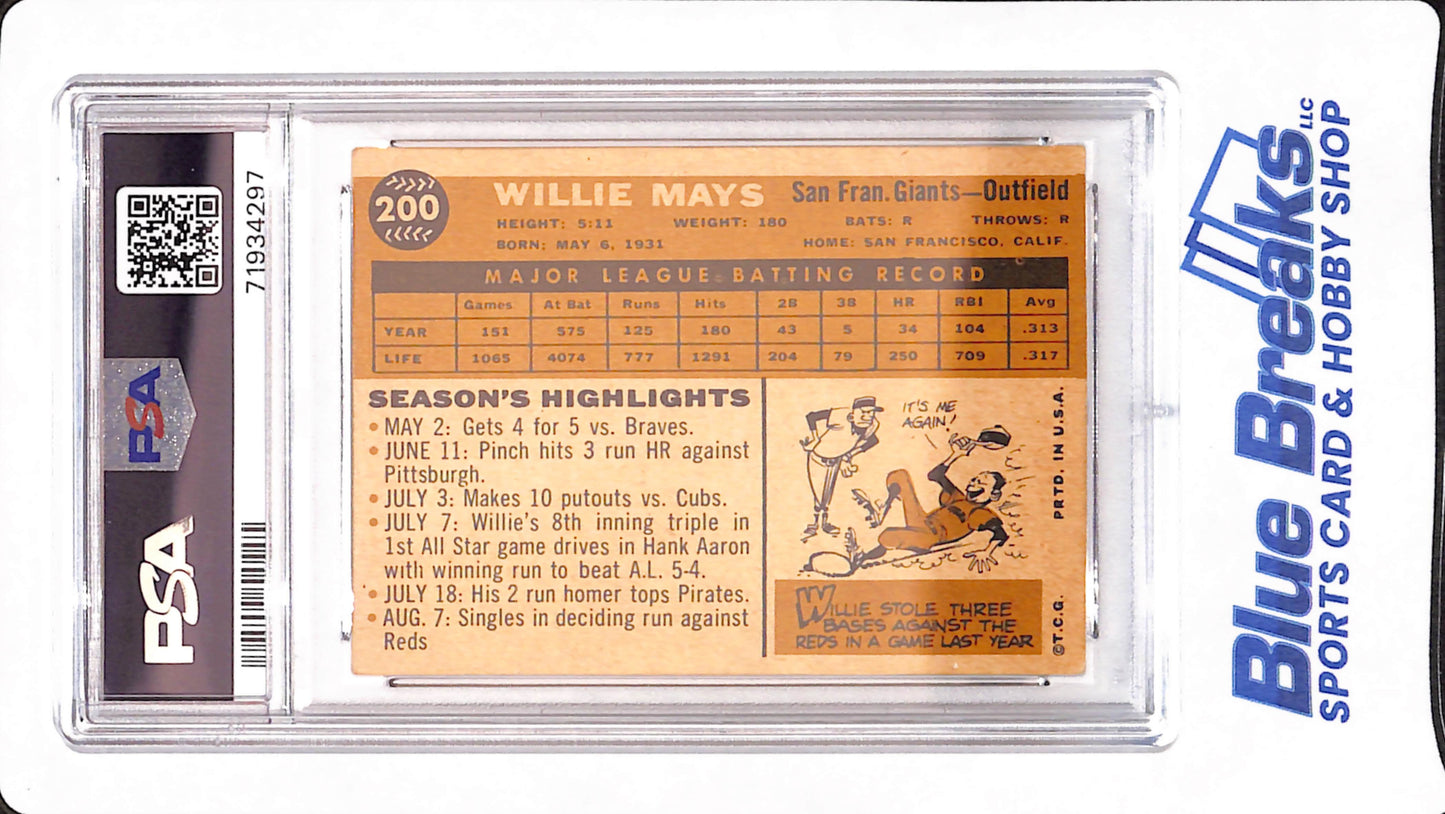 71934297
PSA
PSA
200
WILLIE MAYS San Fran. Giants—Outfield
HEIGHT: 5:11 WEIGHT: 180 BATS: R THROWS: R
BORN: MAY 6, 1931 HOME: SAN FRANCISCO, CALIF.
MAJOR LEAGUE BATTING RECORD
Games At Bat Runs Hits 2B 3B HR RBI Avg
YEAR 151 575 125 180 43 5 34 104 .313
LIFE 1065 4074 777 1291 204 79 250 709 .317
SEASON'S HIGHLIGHTS
• MAY 2: Gets 4 for 5 vs. Braves.
• JUNE 11: Pinch hits 3 run HR against
Pittsburgh.
• JULY 3: Makes 10 putouts vs. Cubs.
• JULY 7: Willie's 8th inning triple in
1st All Star game drives in Hank Aaron
with winning run to beat A.L. 5-4.
• JULY 18: His 2 run homer tops Pirates.
• AUG. 7: Singles in deciding run against
Reds
IT'S ME
AGAIN!
WILLIE STOLE THREE
BASES AGAINST THE
REDS IN A GAME LAST YEAR
©T.C.G. PRTD. IN U.S.A.
Blue Breaks LLC
SPORTS CARD & HOBBY SHOP